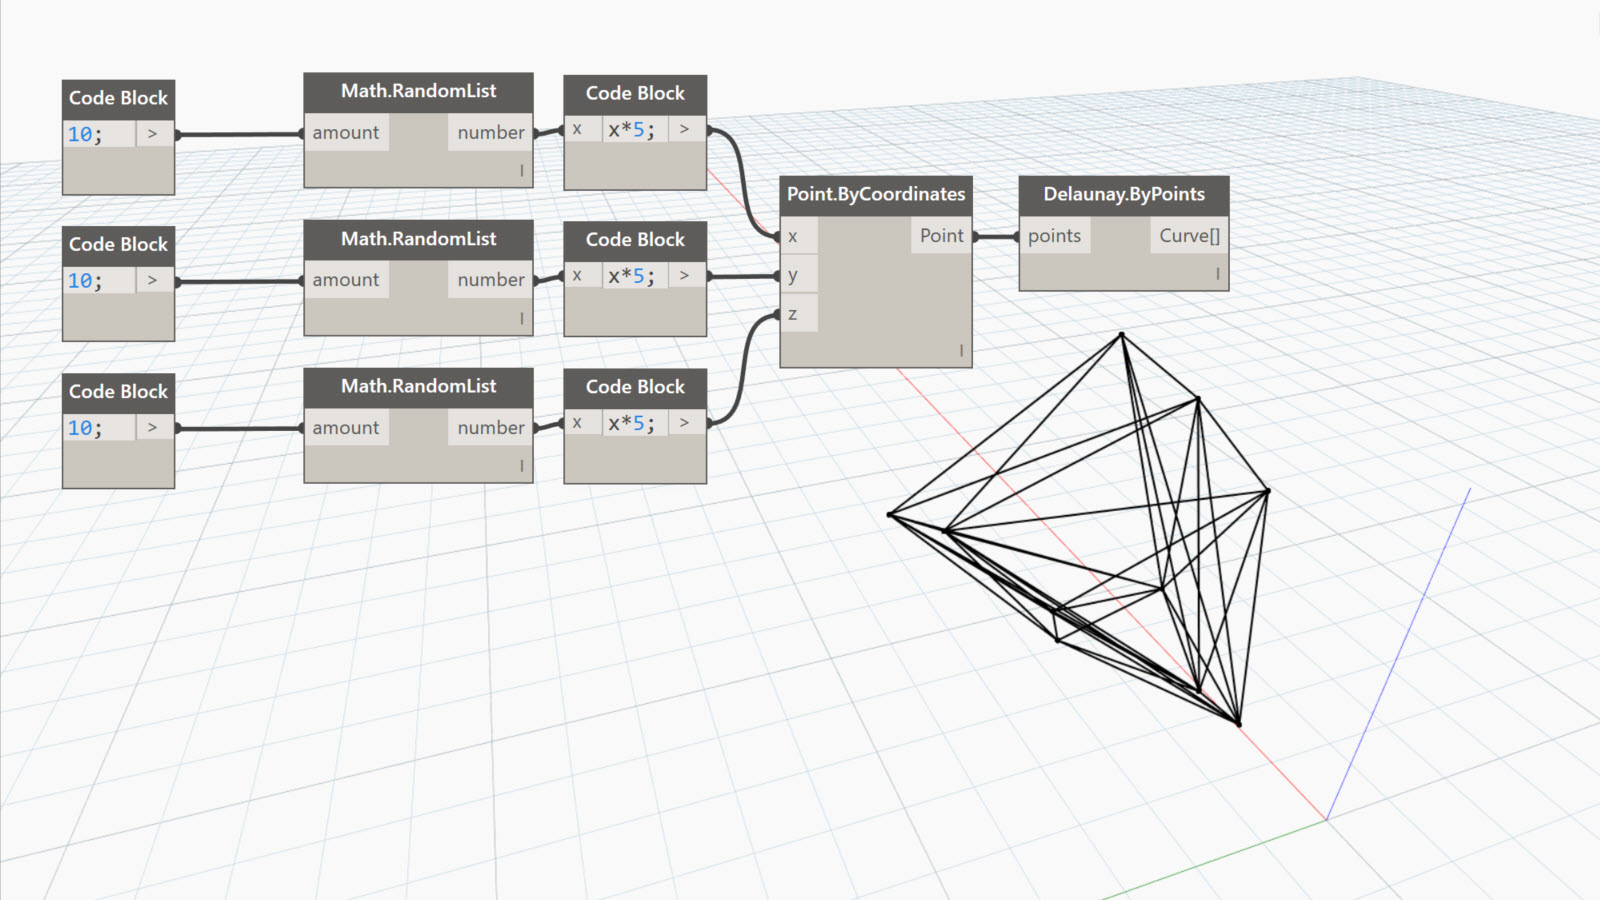 Code Block
10; >
Math.RandomList
amount number
l
Code Block
x x*5; >
Code Block
10; >
Math.RandomList
amount number
l
Code Block
x x*5; >
Code Block
10; >
Math.RandomList
amount number
l
Code Block
x x*5; >
Point.ByCoordinates
x Point
y
z
l
Delaunay.ByPoints
points Curve[]
l